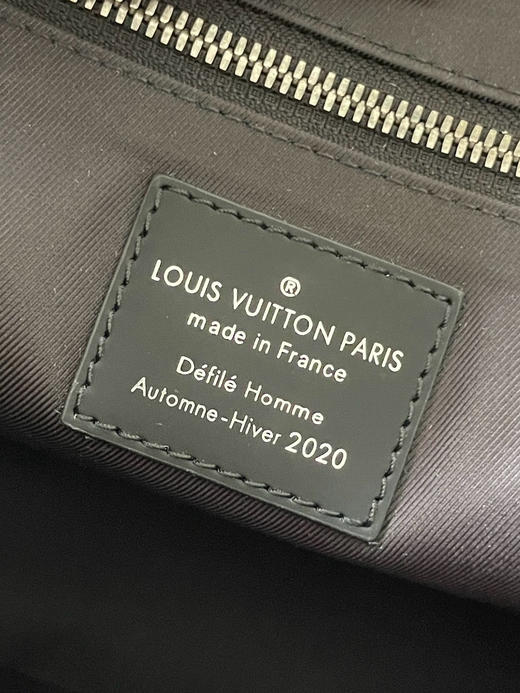 ®
LOUIS VUITTON PARIS
made in France
Défilé Homme
Automne-Hiver 2020